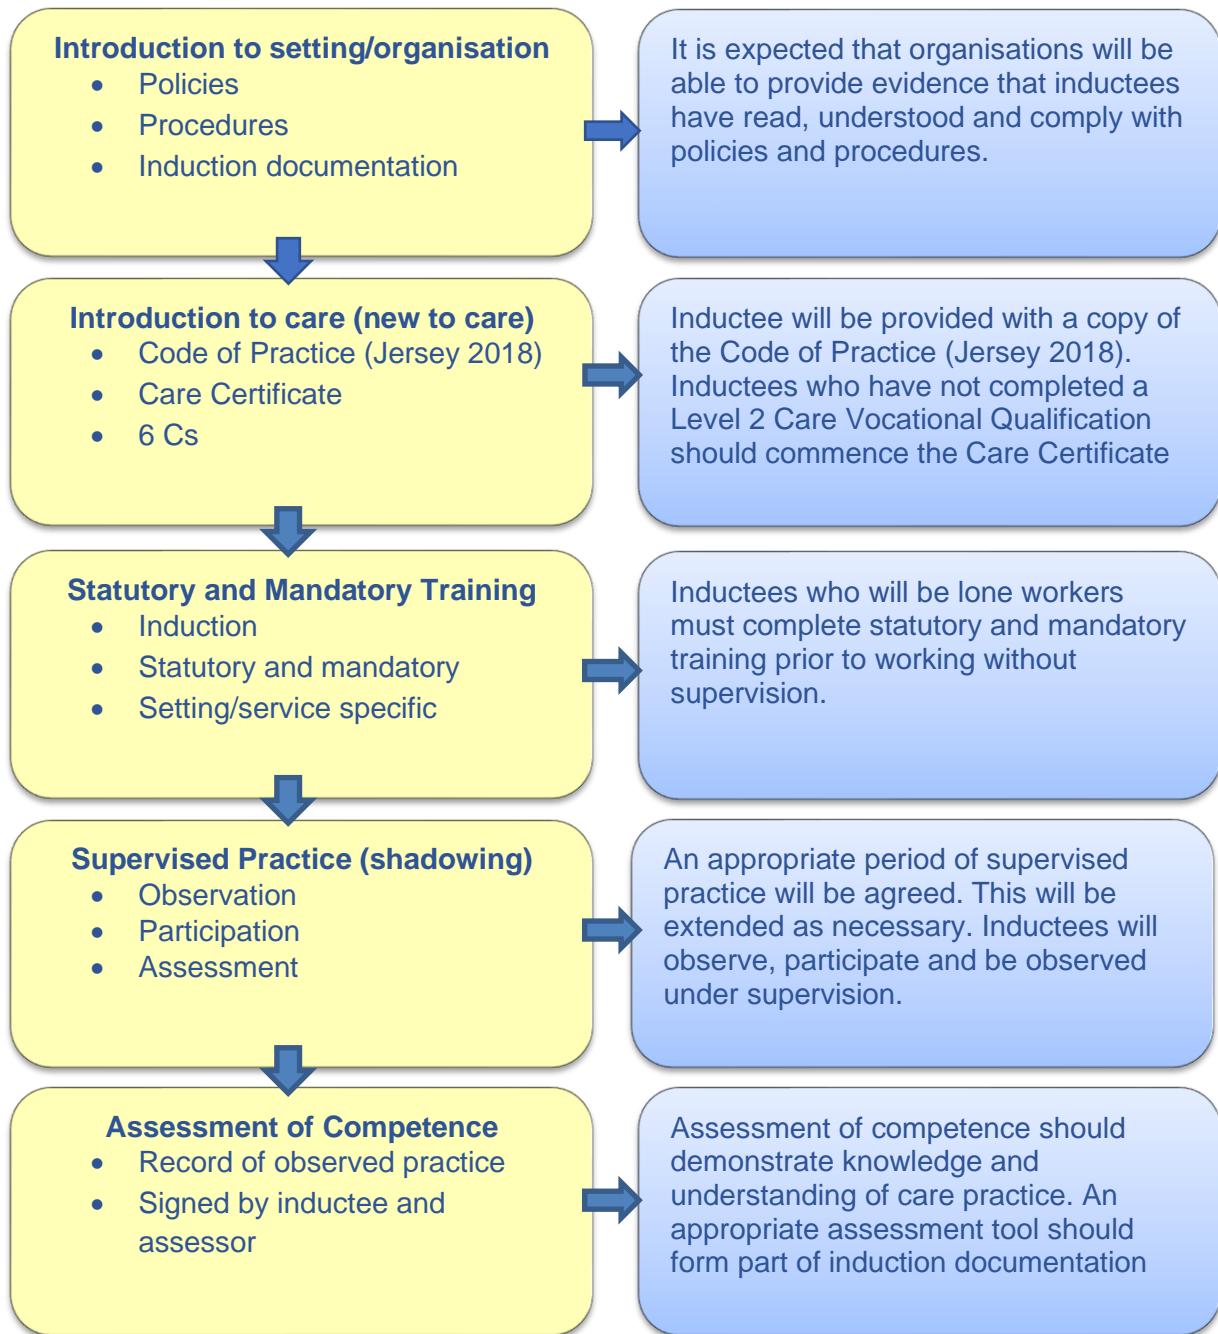 Introduction to setting/organisation
• Policies
• Procedures
• Induction documentation
It is expected that organisations will be
able to provide evidence that inductees
have read, understood and comply with
policies and procedures.
Introduction to care (new to care)
• Code of Practice (Jersey 2018)
• Care Certificate
• 6 Cs
Inductee will be provided with a copy of
the Code of Practice (Jersey 2018).
Inductees who have not completed a
Level 2 Care Vocational Qualification
should commence the Care Certificate
Statutory and Mandatory Training
• Induction
• Statutory and mandatory
• Setting/service specific
Inductees who will be lone workers
must complete statutory and mandatory
training prior to working without
supervision.
Supervised Practice (shadowing)
• Observation
• Participation
• Assessment
An appropriate period of supervised
practice will be agreed. This will be
extended as necessary. Inductees will
observe, participate and be observed
under supervision.
Assessment of Competence
• Record of observed practice
• Signed by inductee and
assessor
Assessment of competence should
demonstrate knowledge and
understanding of care practice. An
appropriate assessment tool should
form part of induction documentation